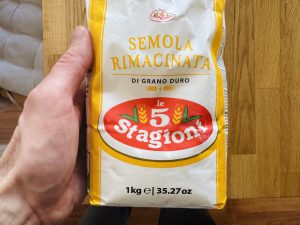 SEMOLA
RIMACINATA
DI GRANO DURO
le
5
Stagioni
1kg e | 35.27oz